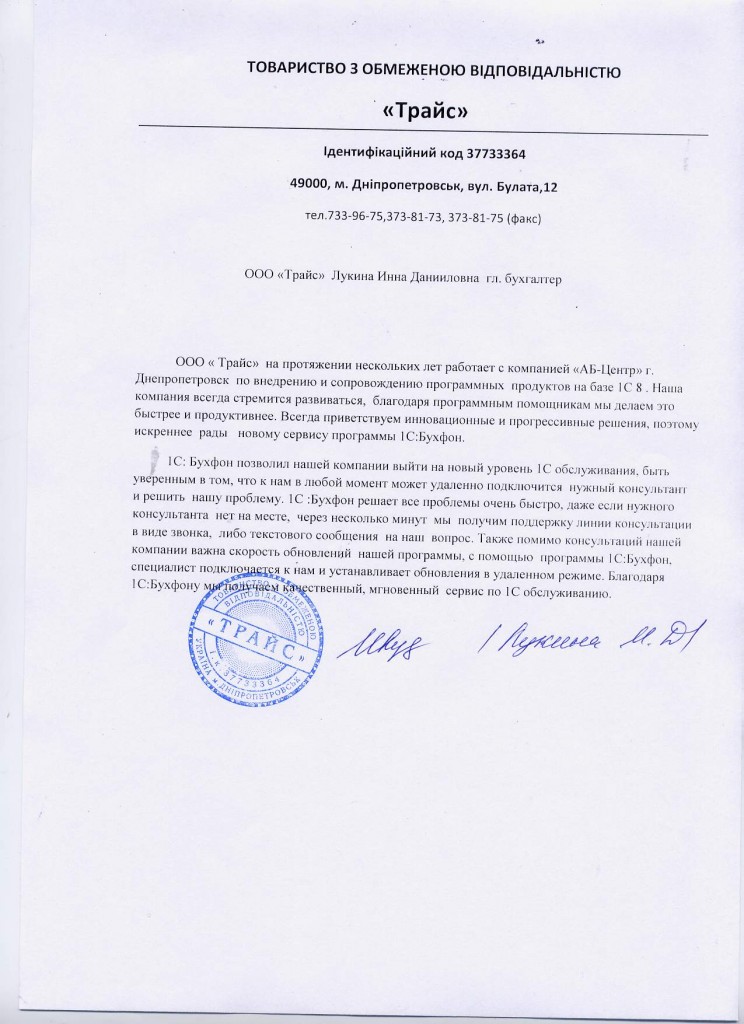 ТОВАРИСТВО З ОБМЕЖЕНОЮ ВІДПОВІДАЛЬНІСТЮ
«Трайс»
Ідентифікаційний код 37733364
49000, м. Дніпропетровськ, вул. Булата,12
тел.733-96-75,373-81-73, 373-81-75 (факс)
ООО «Трайс» Лукина Инна Данииловна гл. бухгалтер
ООО « Трайс» на протяжении нескольких лет работает с компанией «АБ-Центр» г.
Днепропетровск по внедрению и сопровождению программных продуктов на базе 1С 8 . Наша
компания всегда стремится развиваться, благодаря программным помощникам мы делаем это
быстрее и продуктивнее. Всегда приветствуем инновационные и прогрессивные решения, поэтому
искреннее рады новому сервису программы 1С:Бухфон.
1С: Бухфон позволил нашей компании выйти на новый уровень 1С обслуживания, быть
уверенным в том, что к нам в любой момент может удаленно подключится нужный консультант
и решить нашу проблему. 1С :Бухфон решает все проблемы очень быстро, даже если нужного
консультанта нет на месте, через несколько минут мы получим поддержку линии консультации
в виде звонка, либо текстового сообщения на наш вопрос. Также помимо консультаций нашей
компании важна скорость обновлений нашей программы, с помощью программы 1С:Бухфон,
специалист подключается к нам и устанавливает обновления в удаленном режиме. Благодаря
1С:Бухфону мы получаем качественный, мгновенный сервис по 1С обслуживанию.
ТОВАРИСТВО З ОБМЕЖЕНОЮ
ВІДПОВІДАЛЬНІСТЮ
«ТРАЙС»
І.К. 37733364
УКРАЇНА м ДНІПРОПЕТРОВСЬК
/ Лукина И. Д /